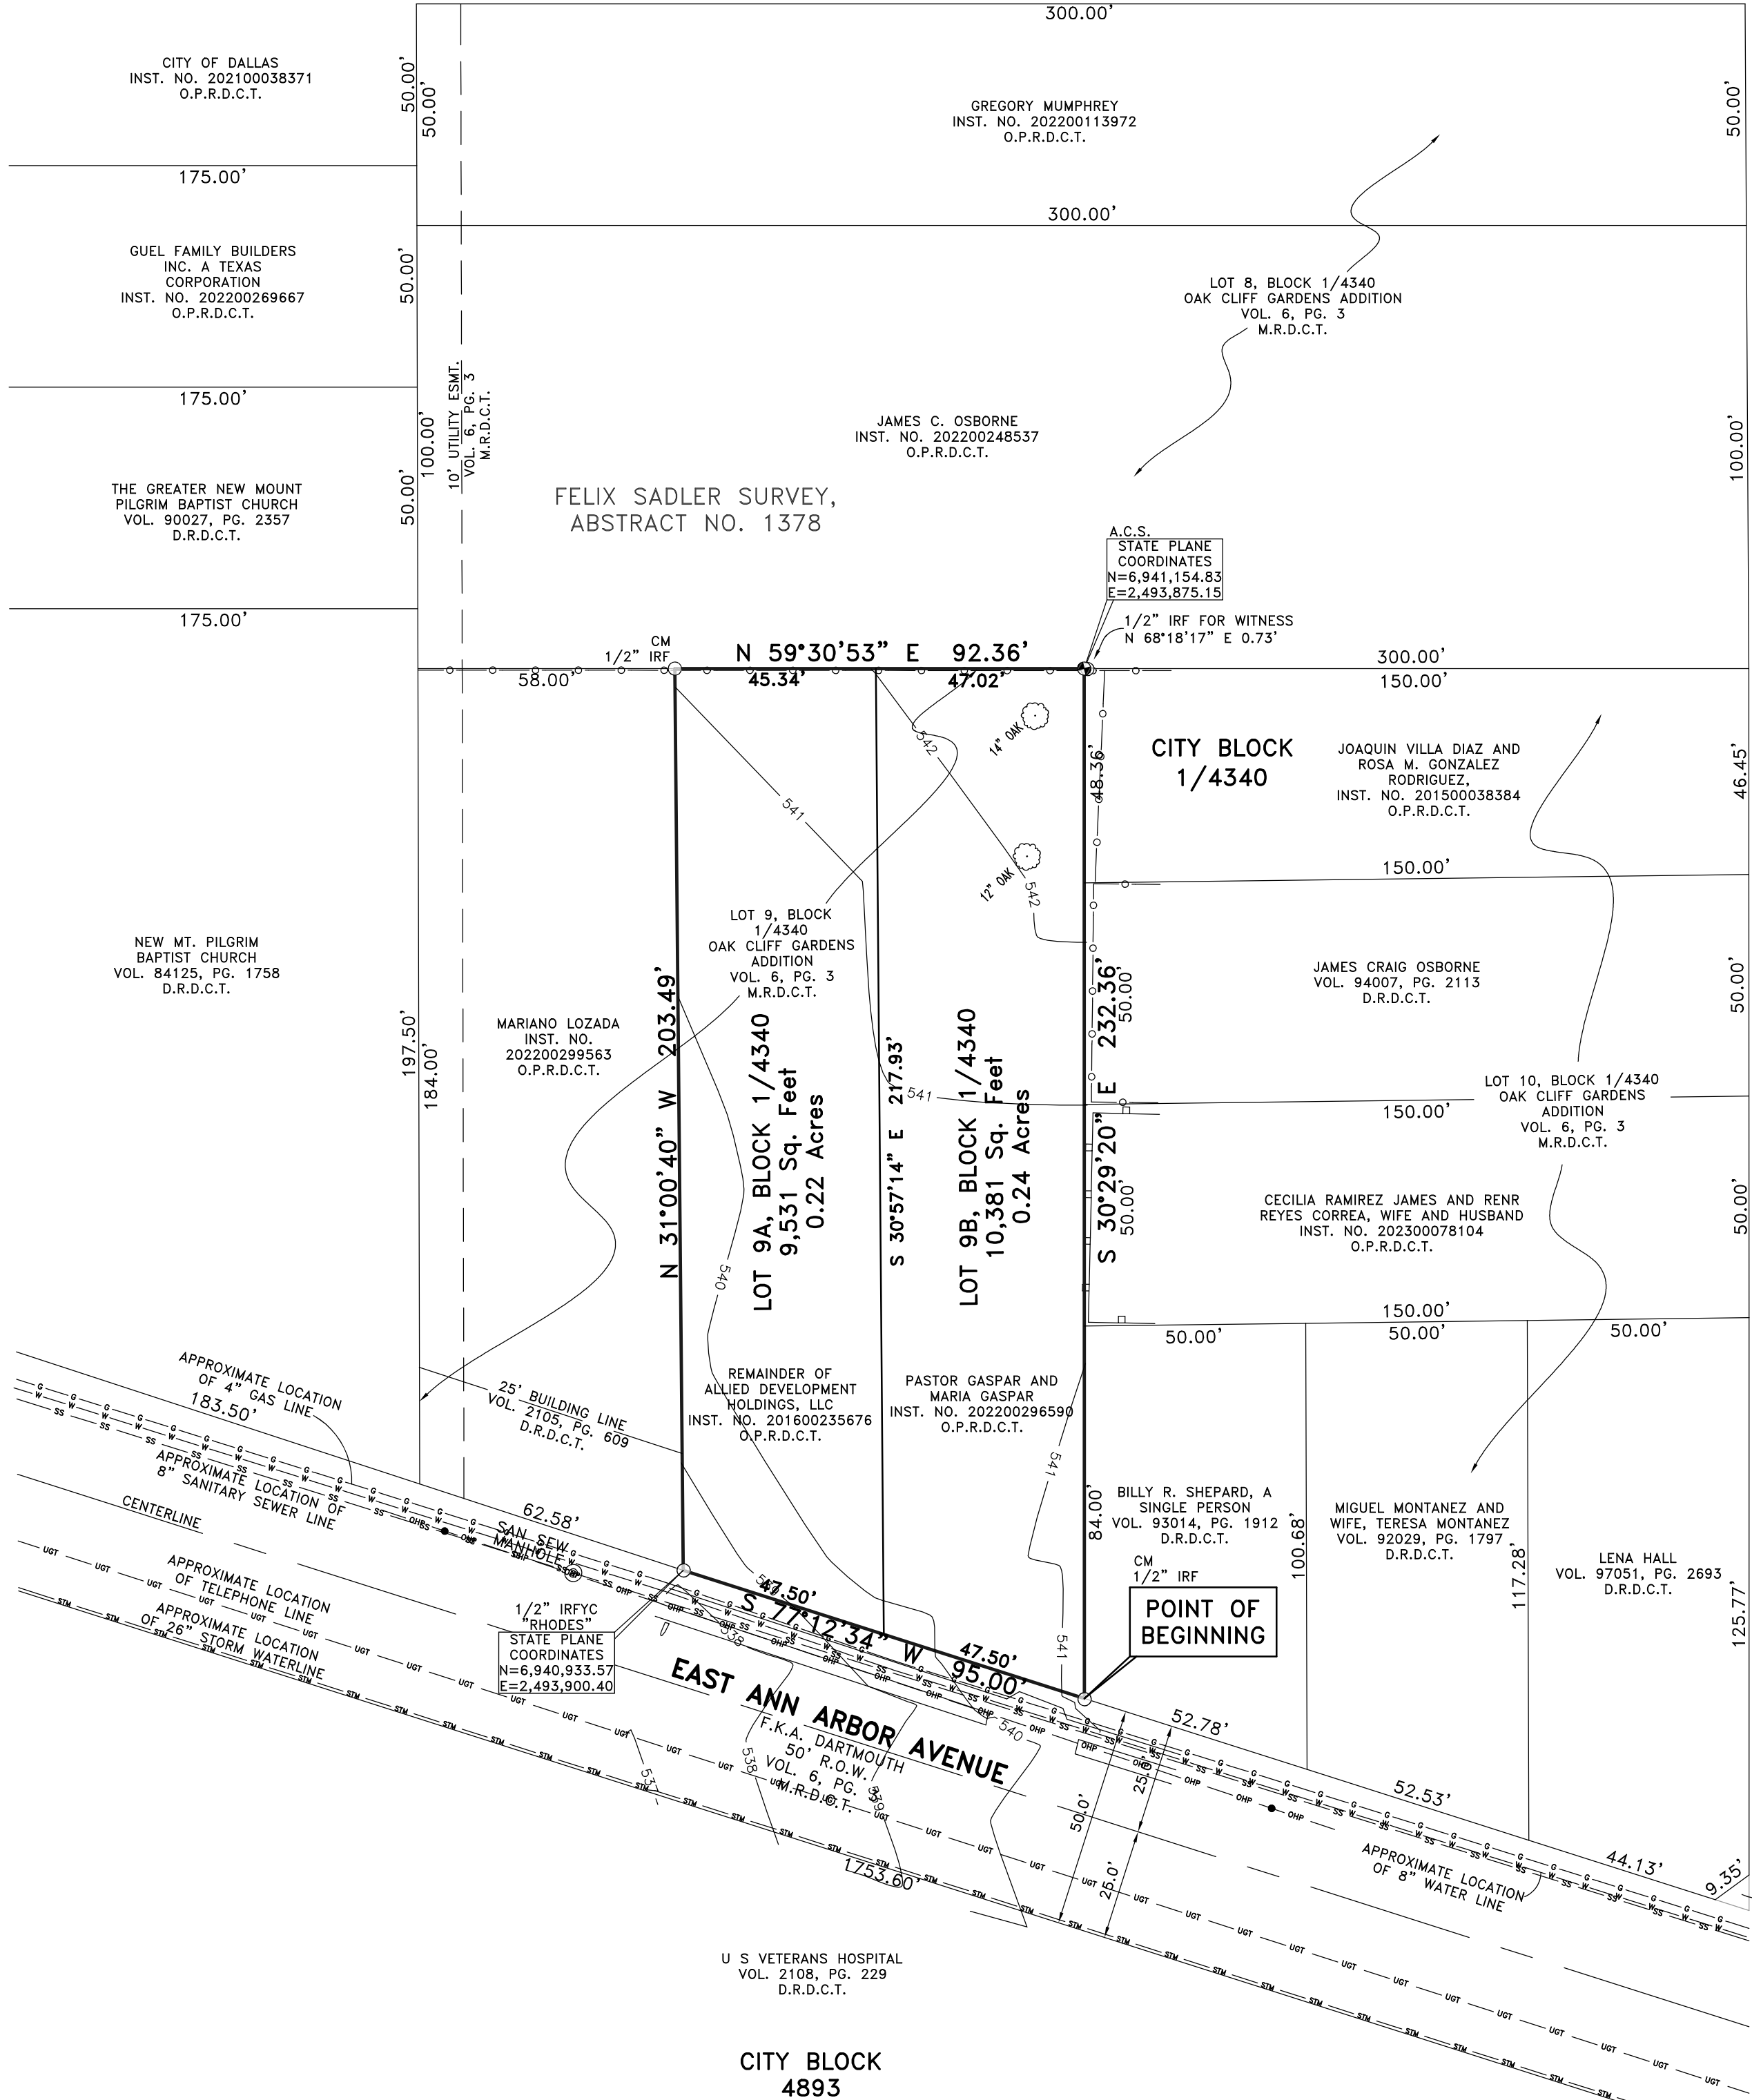 300.00'
CITY OF DALLAS
INST. NO. 202100038371
O.P.R.D.C.T.
50.00'
50.00'
GREGORY MUMPHREY
INST. NO. 202200113972
O.P.R.D.C.T.
50.00'
175.00'
300.00'
GUEL FAMILY BUILDERS
INC. A TEXAS
CORPORATION
INST. NO. 202200269667
O.P.R.D.C.T.
50.00'
LOT 8, BLOCK 1/4340
OAK CLIFF GARDENS ADDITION
VOL. 6, PG. 3
M.R.D.C.T.
175.00'
10' UTILITY ESMT.
VOL. 6, PG. 3
M.R.D.C.T.
100.00'
50.00'
JAMES C. OSBORNE
INST. NO. 202200248537
O.P.R.D.C.T.
100.00'
THE GREATER NEW MOUNT
PILGRIM BAPTIST CHURCH
VOL. 90027, PG. 2357
D.R.D.C.T.
FELIX SADLER SURVEY,
ABSTRACT NO. 1378
A.C.S.
STATE PLANE
COORDINATES
N=6,941,154.83
E=2,493,875.15
175.00'
1/2" IRF FOR WITNESS
N 68°18'17" E 0.73'
CM
1/2" IRF
N 59°30'53" E 92.36'
300.00'
58.00'
45.34'
47.02'
150.00'
14" OAK
542
48.36'
CITY BLOCK
1/4340
JOAQUIN VILLA DIAZ AND
ROSA M. GONZALEZ
RODRIGUEZ,
INST. NO. 201500038384
O.P.R.D.C.T.
46.45'
541
12" OAK
542
150.00'
LOT 9, BLOCK
1/4340
OAK CLIFF GARDENS
ADDITION
VOL. 6, PG. 3
M.R.D.C.T.
NEW MT. PILGRIM
BAPTIST CHURCH
VOL. 84125, PG. 1758
D.R.D.C.T.
JAMES CRAIG OSBORNE
VOL. 94007, PG. 2113
D.R.D.C.T.
50.00'
50.00'
MARIANO LOZADA
INST. NO.
202200299563
O.P.R.D.C.T.
197.50'
184.00'
N 31°00'40" W 203.49'
LOT 9A, BLOCK 1/4340
9,531 Sq. Feet
0.22 Acres
S 30°57'14" E 217.93'
LOT 9B, BLOCK 1/4340
10,381 Sq. Feet
0.24 Acres
S 30°29'20" E 232.36'
541
150.00'
LOT 10, BLOCK 1/4340
OAK CLIFF GARDENS
ADDITION
VOL. 6, PG. 3
M.R.D.C.T.
540
50.00'
CECILIA RAMIREZ JAMES AND RENR
REYES CORREA, WIFE AND HUSBAND
INST. NO. 202300078104
O.P.R.D.C.T.
50.00'
150.00'
50.00'
50.00'
50.00'
APPROXIMATE LOCATION
OF 4" GAS LINE
183.50'
25' BUILDING LINE
VOL. 2105, PG. 609
D.R.D.C.T.
REMAINDER OF
ALLIED DEVELOPMENT
HOLDINGS, LLC
INST. NO. 201600235676
O.P.R.D.C.T.
PASTOR GASPAR AND
MARIA GASPAR
INST. NO. 202200296590
O.P.R.D.C.T.
541
APPROXIMATE LOCATION OF
8" SANITARY SEWER LINE
CENTERLINE
62.58'
SAN SEW
MANHOLE
84.00'
BILLY R. SHEPARD, A
SINGLE PERSON
VOL. 93014, PG. 1912
D.R.D.C.T.
100.68'
MIGUEL MONTANEZ AND
WIFE, TERESA MONTANEZ
VOL. 92029, PG. 1797
D.R.D.C.T.
117.28'
LENA HALL
VOL. 97051, PG. 2693
D.R.D.C.T.
125.77'
CM
1/2" IRF
POINT OF
BEGINNING
APPROXIMATE LOCATION
OF TELEPHONE LINE
APPROXIMATE LOCATION
OF 26" STORM WATERLINE
1/2" IRFYC
"RHODES"
STATE PLANE
COORDINATES
N=6,940,933.57
E=2,493,900.40
47.50'
S 77°12'34" W 95.00'
47.50'
538
541
540
EAST ANN ARBOR AVENUE
F.K.A. DARTMOUTH
50' R.O.W.
VOL. 6, PG. 3
M.R.D.C.T.
538
539
537
52.78'
50.0'
25.0'
25.0'
52.53'
44.13'
9.35'
APPROXIMATE LOCATION
OF 8" WATER LINE
1753.60'
U S VETERANS HOSPITAL
VOL. 2108, PG. 229
D.R.D.C.T.
CITY BLOCK
4893